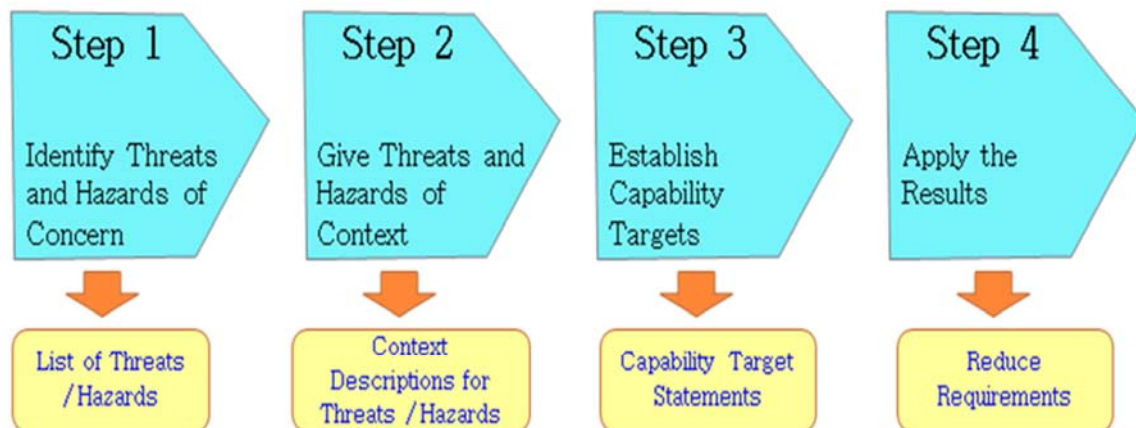 Step 1
Identify Threats
and Hazards of
Concern
Step 2
Give Threats and
Hazards of
Context
Step 3
Establish
Capability
Targets
Step 4
Apply the
Results
List of Threats
/Hazards
Context
Descriptions for
Threats /Hazards
Capability Target
Statements
Reduce
Requirements